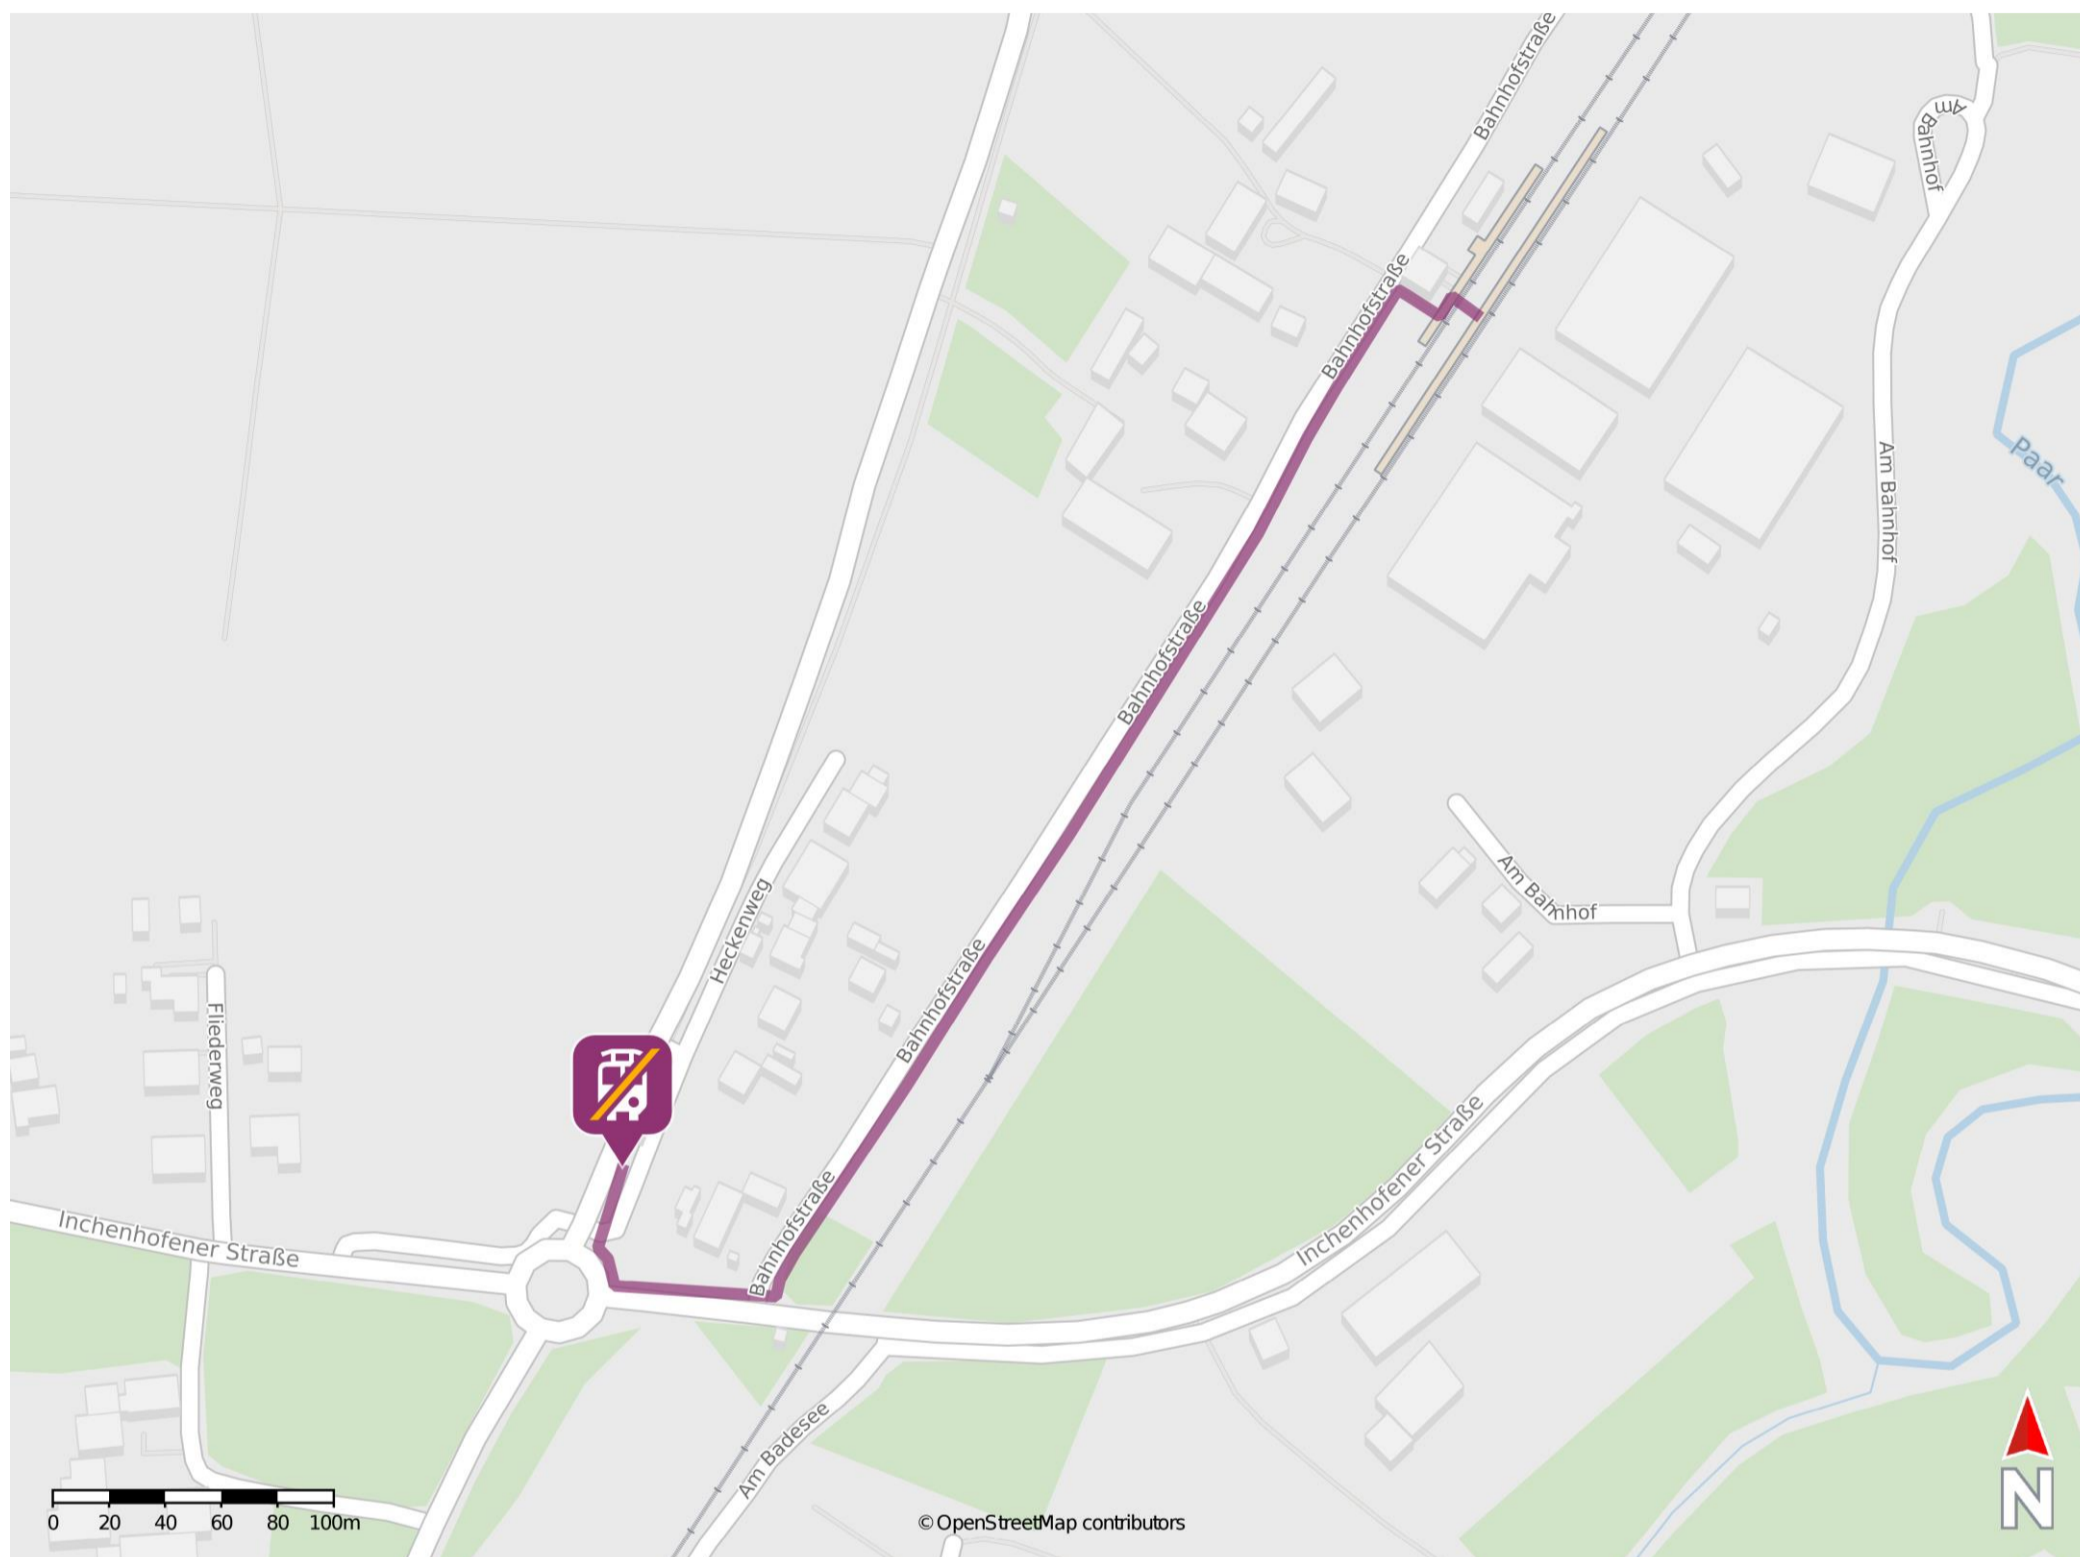 Bahnhofstraße
Am
Bahnhof
Bahnhofstraße
Paar
Am Bahnhof
Bahnhofstraße
Am Bahnhof
Heckenweg
Bahnhofstraße
Fliederweg
Inchenhofener Straße
Bahnhofstraße
Inchenhofener Straße
Am Badesee
0 20 40 60 80 100m
© OpenStreetMap contributors
N